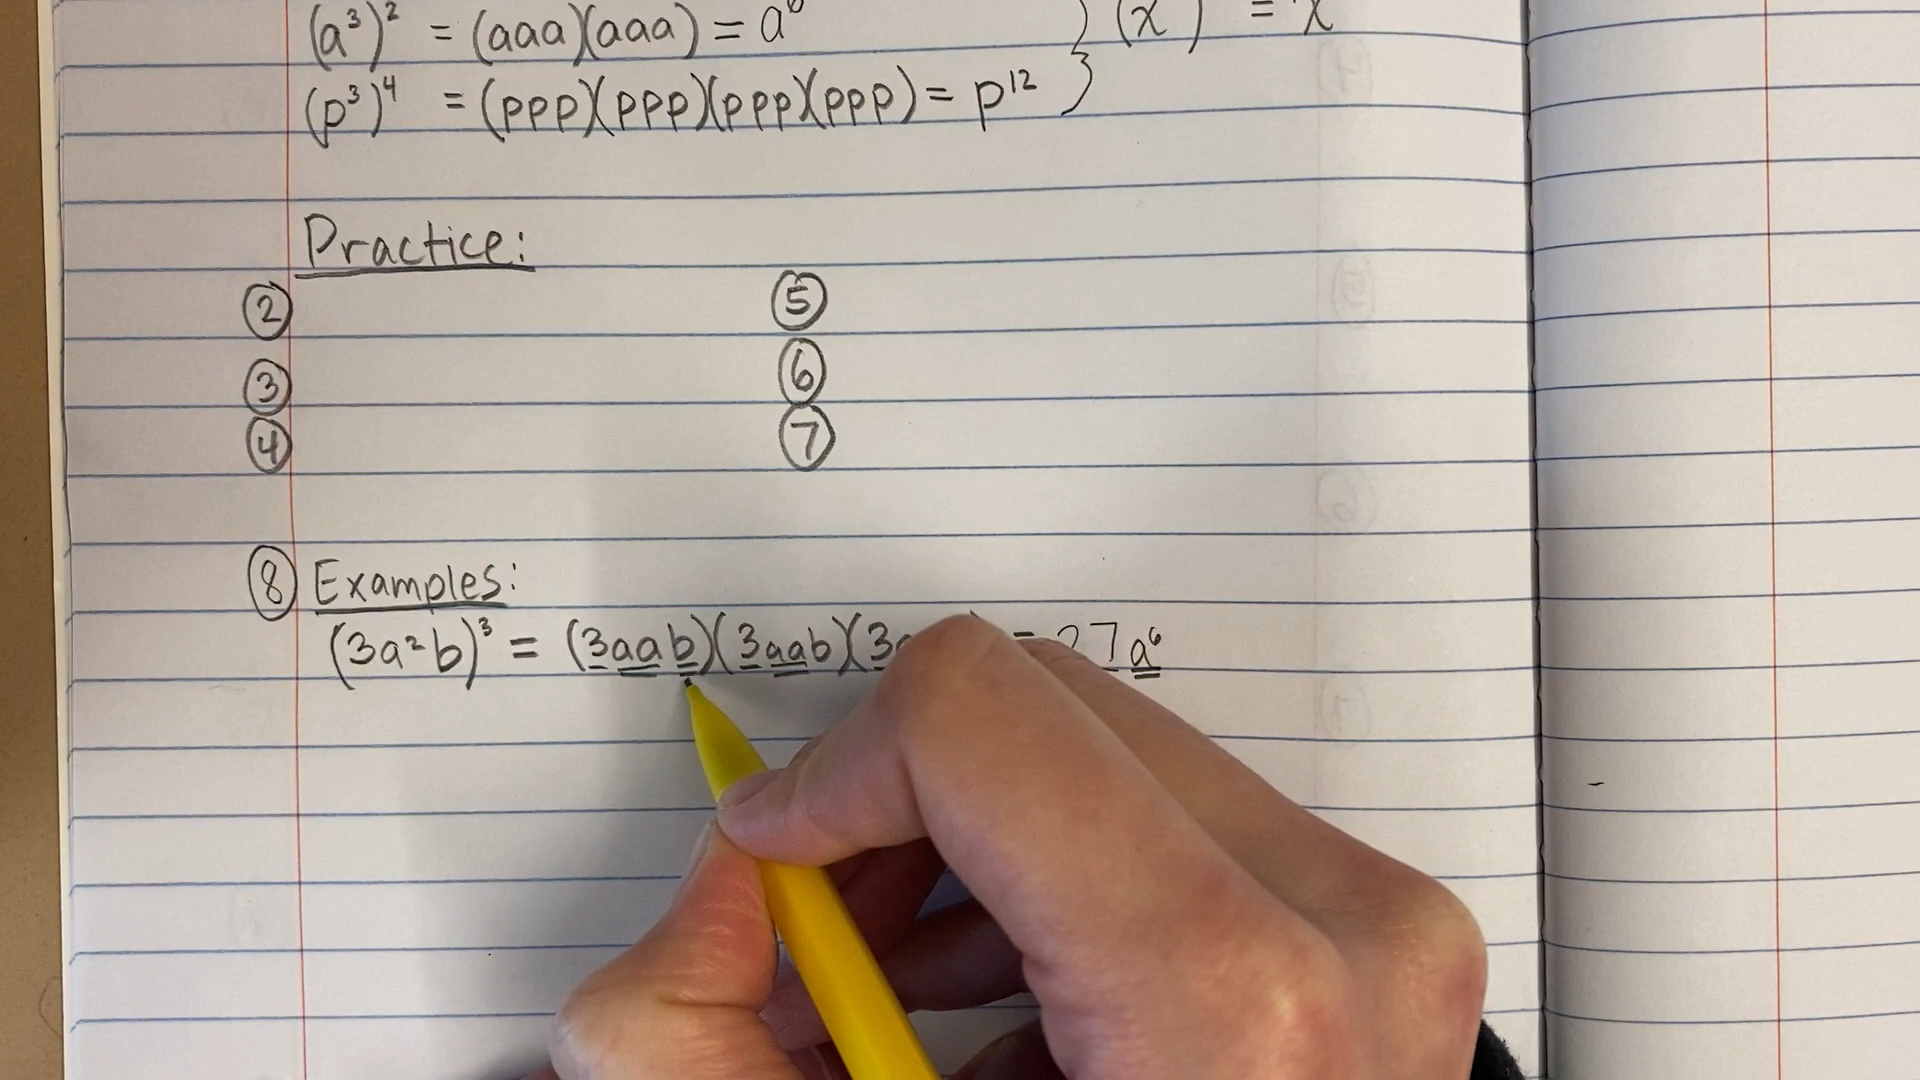 (a³)² = (aaa)(aaa) = a⁶
(x ) = x
(p³)⁴ = (ppp)(ppp)(ppp)(ppp) = p¹² }
Practice:
② ⑤
③ ⑥
④ ⑦
⑧ Examples:
(3a²b)³ = (3aab)(3aab)(3 = 27a⁶